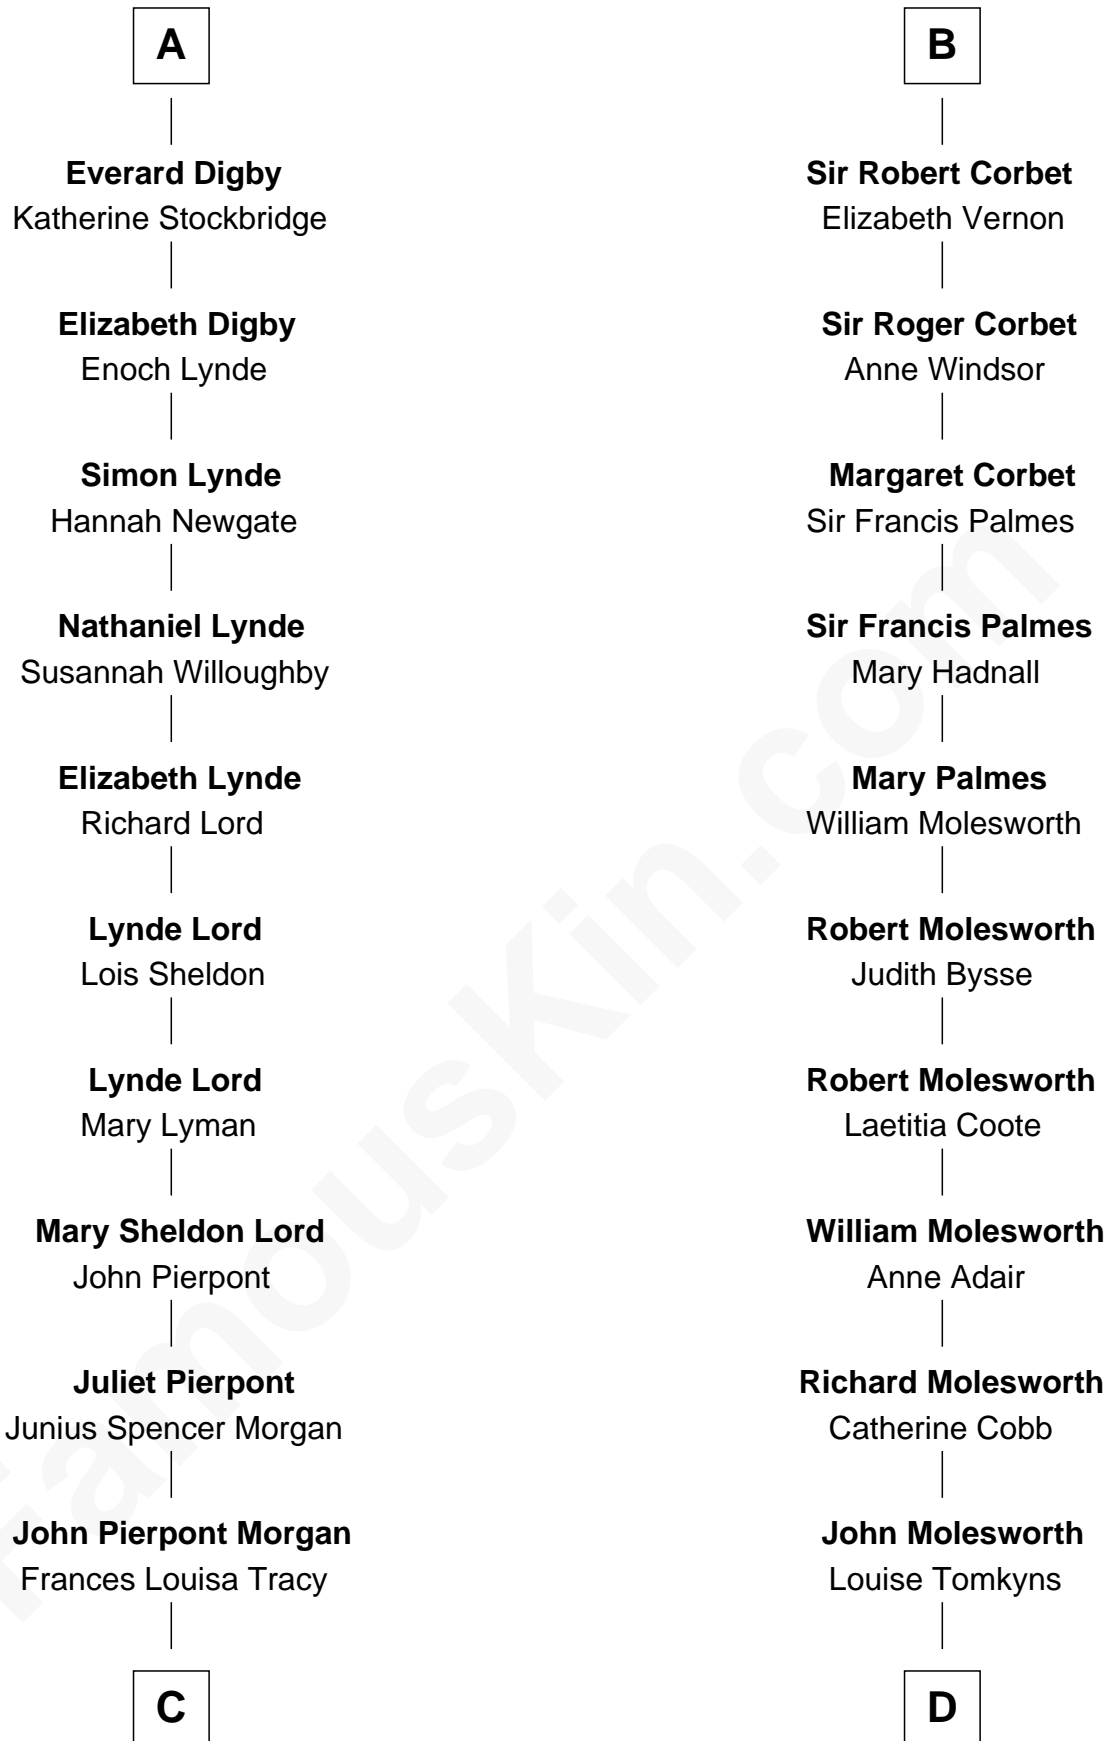 A
Everard Digby
Katherine Stockbridge
Elizabeth Digby
Enoch Lynde
Simon Lynde
Hannah Newgate
Nathaniel Lynde
Susannah Willoughby
Elizabeth Lynde
Richard Lord
Lynde Lord
Lois Sheldon
Lynde Lord
Mary Lyman
Mary Sheldon Lord
John Pierpont
Juliet Pierpont
Junius Spencer Morgan
John Pierpont Morgan
Frances Louisa Tracy
C
B
Sir Robert Corbet
Elizabeth Vernon
Sir Roger Corbet
Anne Windsor
Margaret Corbet
Sir Francis Palmes
Sir Francis Palmes
Mary Hadnall
Mary Palmes
William Molesworth
Robert Molesworth
Judith Bysse
Robert Molesworth
Laetitia Coote
William Molesworth
Anne Adair
Richard Molesworth
Catherine Cobb
John Molesworth
Louise Tomkyns
D
FamousKin.com